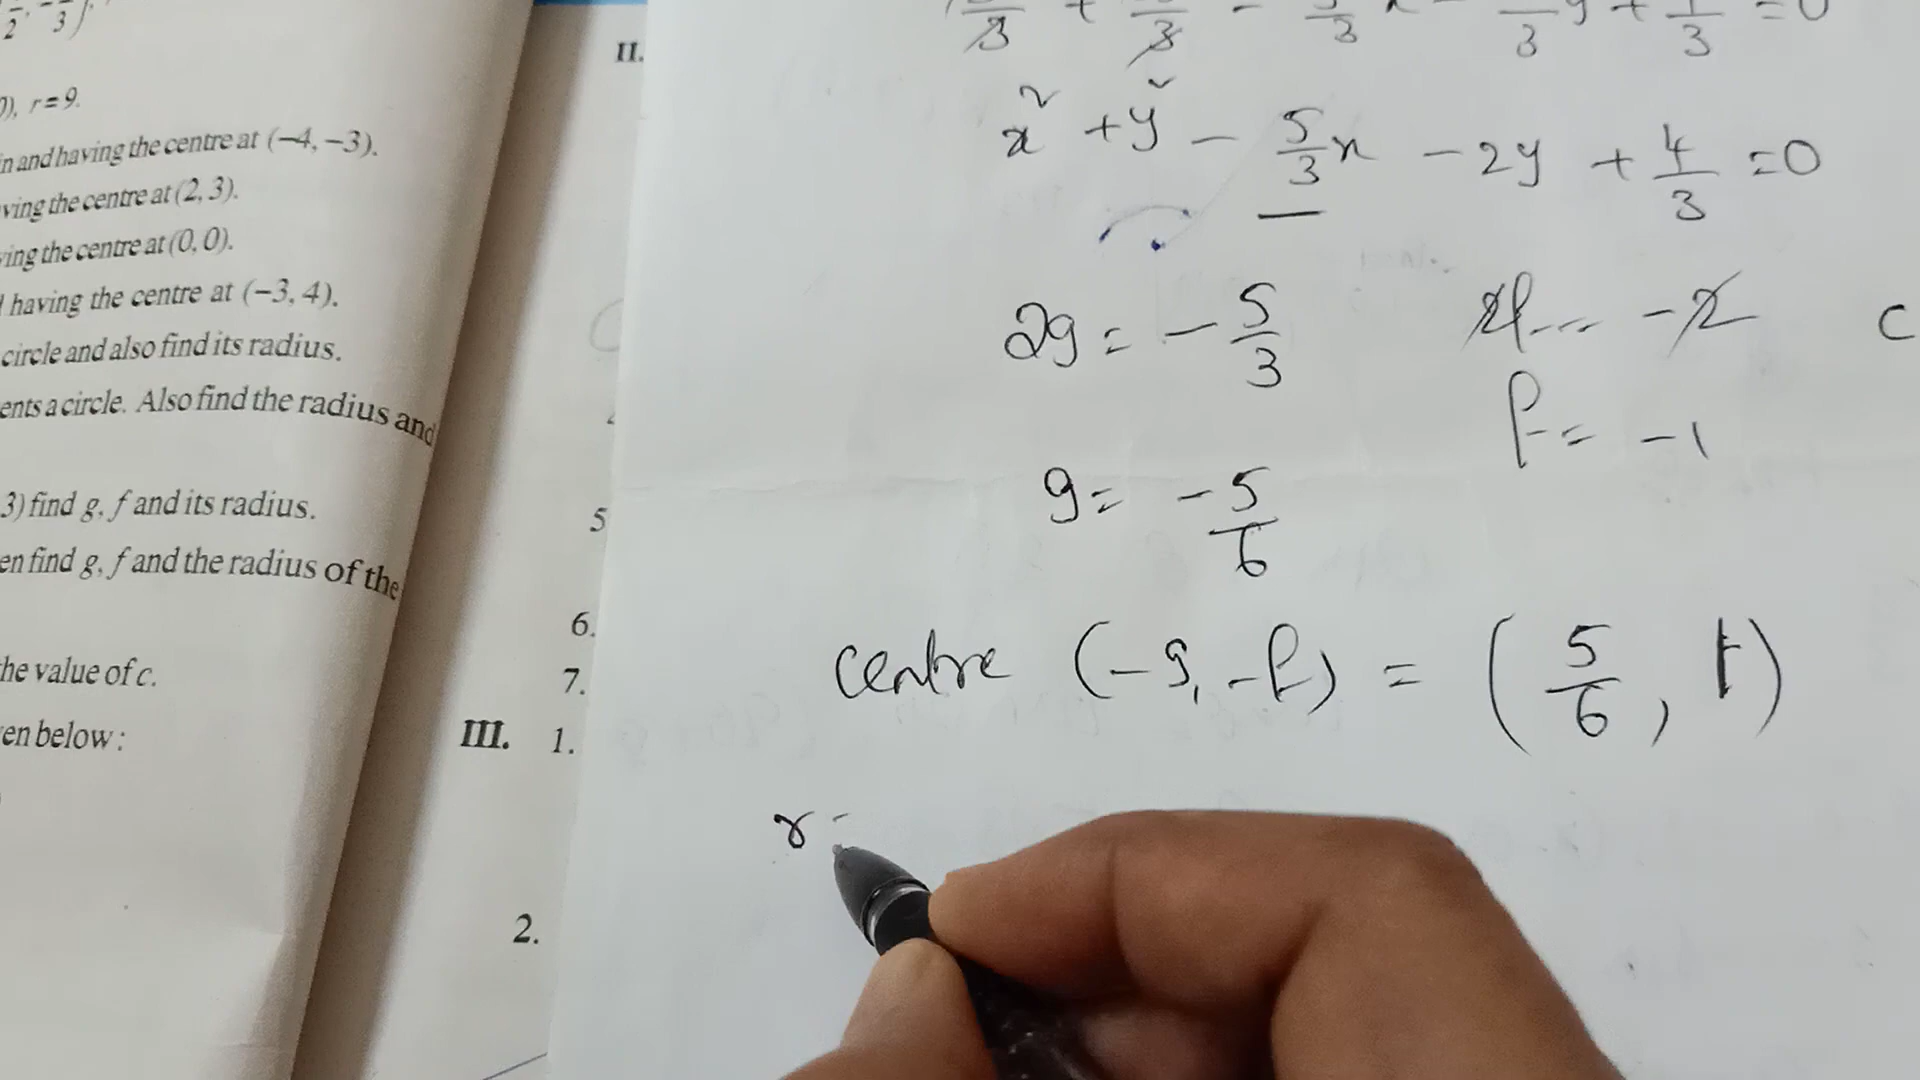 II.
), r = 9.
in and having the centre at (−4, −3).
ving the centre at (2, 3).
ving the centre at (0, 0).
having the centre at (−3, 4).
circle and also find its radius.
ents a circle. Also find the radius and
3) find g, f and its radius.
en find g, f and the radius of the
the value of c.
en below :
5
6.
7.
III. 1.
2.
x² + y² − 5/3 x − 2y + 4/3 = 0
2g = − 5/3 2f = − 2 c
f = − 1
g = − 5/6
centre (−g, −f) = (5/6, 1)
r =